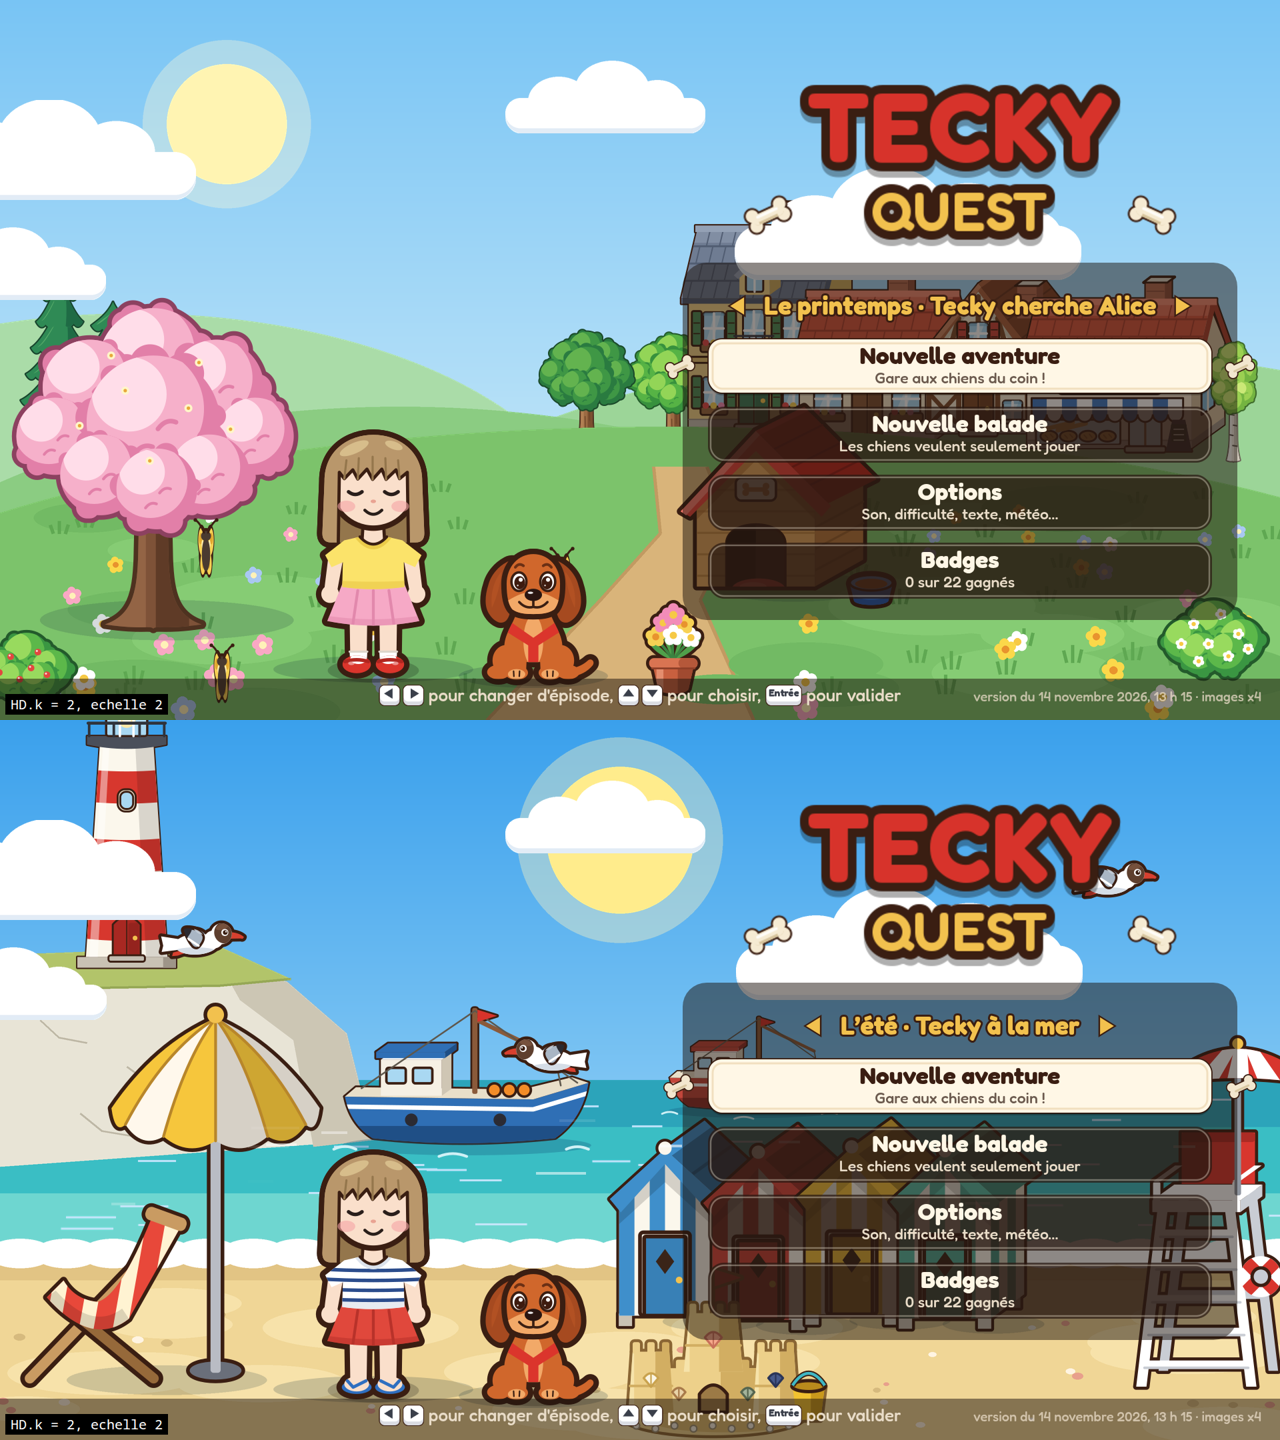 TECKY
QUEST
◀ Le printemps · Tecky cherche Alice ▶
Nouvelle aventure
Gare aux chiens du coin !
Nouvelle balade
Les chiens veulent seulement jouer
Options
Son, difficulté, texte, météo...
Badges
0 sur 22 gagnés
◀ ▶ pour changer d'épisode, ▲ ▼ pour choisir, Entrée pour valider
version du 14 novembre 2026, 13 h 15 · images x4
HD.k = 2, echelle 2
TECKY
QUEST
◀ L'été · Tecky à la mer ▶
Nouvelle aventure
Gare aux chiens du coin !
Nouvelle balade
Les chiens veulent seulement jouer
Options
Son, difficulté, texte, météo...
Badges
0 sur 22 gagnés
◀ ▶ pour changer d'épisode, ▲ ▼ pour choisir, Entrée pour valider
version du 14 novembre 2026, 13 h 15 · images x4
HD.k = 2, echelle 2